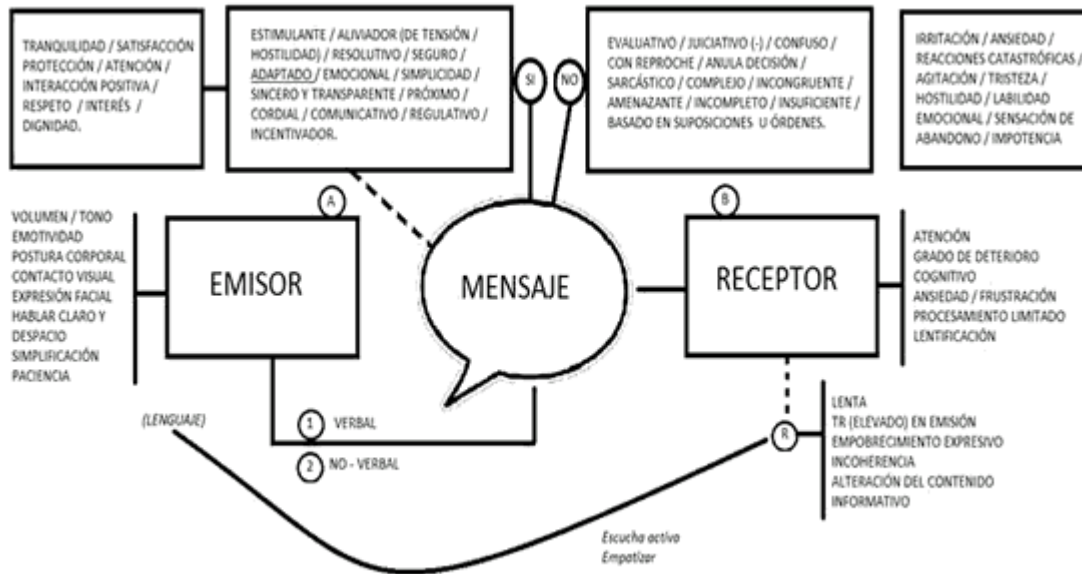 TRANQUILIDAD / SATISFACCIÓN
PROTECCIÓN / ATENCIÓN /
INTERACCIÓN POSITIVA /
RESPETO / INTERÉS /
DIGNIDAD.
ESTIMULANTE / ALIVIADOR (DE TENSIÓN /
HOSTILIDAD) / RESOLUTIVO / SEGURO /
ADAPTADO / EMOCIONAL / SIMPLICIDAD /
SINCERO Y TRANSPARENTE / PRÓXIMO /
CORDIAL / COMUNICATIVO / REGULATIVO /
INCENTIVADOR.
SI
NO
EVALUATIVO / JUICIATIVO (-) / CONFUSO /
CON REPROCHE / ANULA DECISIÓN /
SARCÁSTICO / COMPLEJO / INCONGRUENTE /
AMENAZANTE / INCOMPLETO / INSUFICIENTE /
BASADO EN SUPOSICIONES U ÓRDENES.
IRRITACIÓN / ANSIEDAD /
REACCIONES CATASTRÓFICAS /
AGITACIÓN / TRISTEZA /
HOSTILIDAD / LABILIDAD
EMOCIONAL / SENSACIÓN DE
ABANDONO / IMPOTENCIA
VOLUMEN / TONO
EMOTIVIDAD
POSTURA CORPORAL
CONTACTO VISUAL
EXPRESIÓN FACIAL
HABLAR CLARO Y
DESPACIO
SIMPLIFICACIÓN
PACIENCIA
A
EMISOR
MENSAJE
B
RECEPTOR
ATENCIÓN
GRADO DE DETERIORO
COGNITIVO
ANSIEDAD / FRUSTRACIÓN
PROCESAMIENTO LIMITADO
LENTIFICACIÓN
(LENGUAJE)
1 VERBAL
2 NO - VERBAL
R
LENTA
TR (ELEVADO) EN EMISIÓN
EMPOBRECIMIENTO EXPRESIVO
INCOHERENCIA
ALTERACIÓN DEL CONTENIDO
INFORMATIVO
Escucha activa
Empatizar